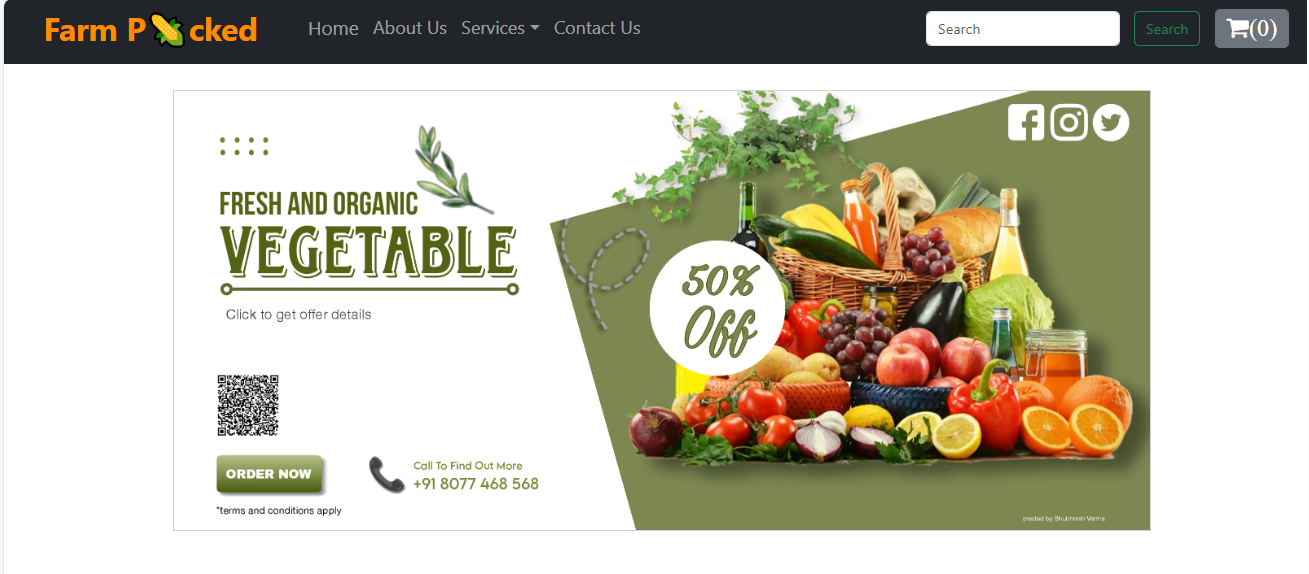 Farm P🌽cked
Home About Us Services Contact Us
Search
Search
(0)
FRESH AND ORGANIC
VEGETABLE
Click to get offer details
50%
Off
ORDER NOW
Call To Find Out More
+91 8077 468 568
*terms and conditions apply
created by Shubhnish Verma